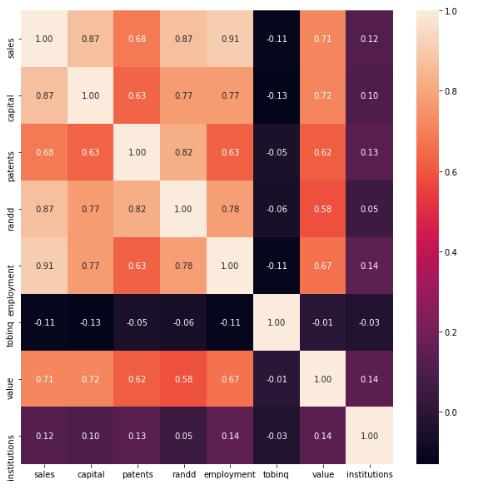 sales 1.00 0.87 0.68 0.87 0.91 -0.11 0.71 0.12
capital 0.87 1.00 0.63 0.77 0.77 -0.13 0.72 0.10
patents 0.68 0.63 1.00 0.82 0.63 -0.05 0.62 0.13
randd 0.87 0.77 0.82 1.00 0.78 -0.06 0.58 0.05
employment 0.91 0.77 0.63 0.78 1.00 -0.11 0.67 0.14
tobinq -0.11 -0.13 -0.05 -0.06 -0.11 1.00 -0.01 -0.03
value 0.71 0.72 0.62 0.58 0.67 -0.01 1.00 0.14
institutions 0.12 0.10 0.13 0.05 0.14 -0.03 0.14 1.00
sales capital patents randd employment tobinq value institutions
1.0
0.8
0.6
0.4
0.2
0.0